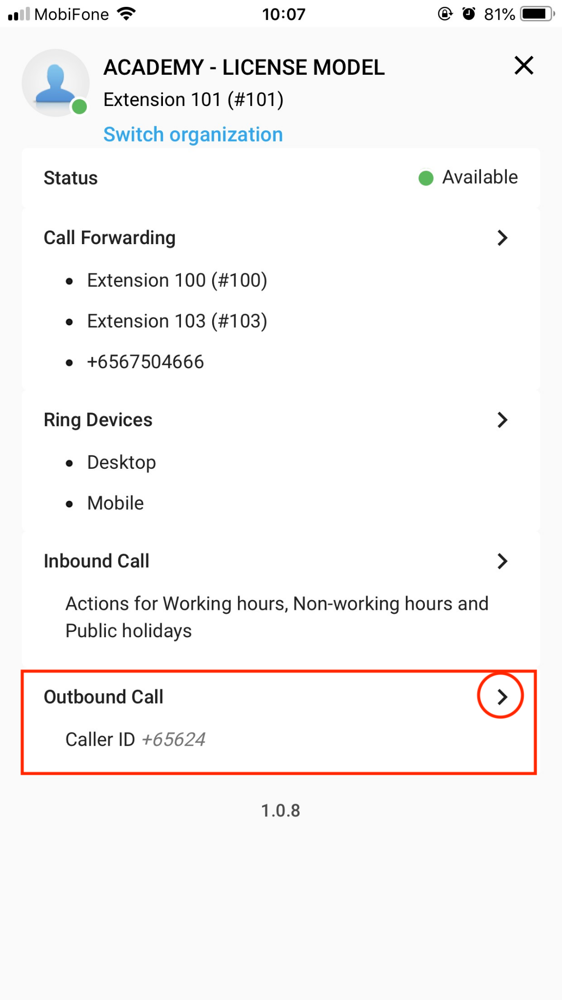 MobiFone 10:07 81%
ACADEMY - LICENSE MODEL
Extension 101 (#101)
Switch organization
Status Available
Call Forwarding
• Extension 100 (#100)
• Extension 103 (#103)
• +6567504666
Ring Devices
• Desktop
• Mobile
Inbound Call
Actions for Working hours, Non-working hours and
Public holidays
Outbound Call
Caller ID +65624
1.0.8